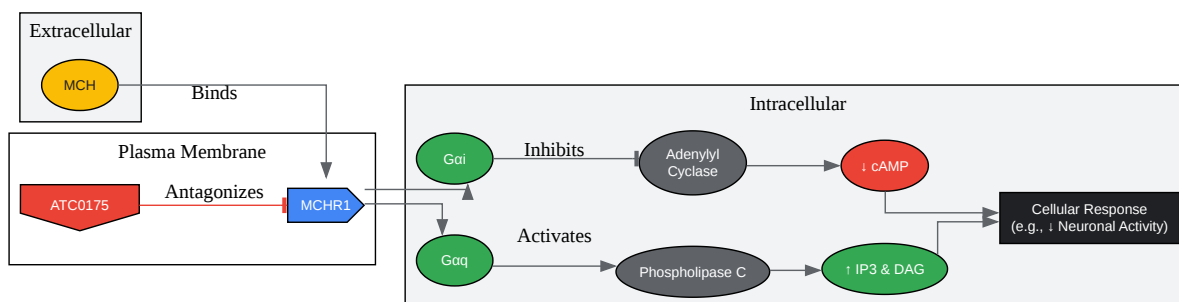 Extracellular
MCH
Binds
Plasma Membrane
ATC0175
Antagonizes
MCHR1
Intracellular
Gαi
Inhibits
Adenylyl
Cyclase
↓ cAMP
Gαq
Activates
Phospholipase C
↑ IP3 & DAG
Cellular Response
(e.g., ↓ Neuronal Activity)